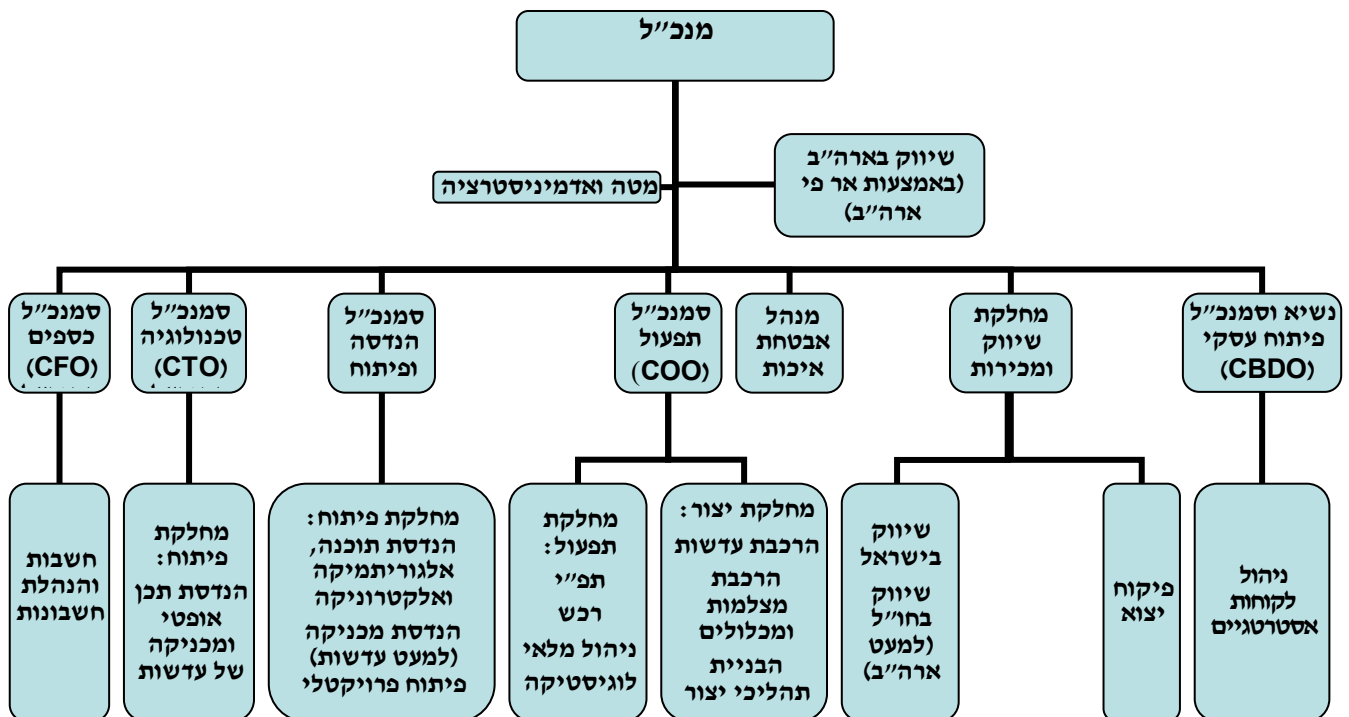 מנכ״ל
שיווק בארה״ב
(באמצעות אר פי
ארה״ב)
מטה ואדמיניסטרציה
נשיא וסמנכ״ל
פיתוח עסקי
(CBDO)
מחלקת
שיווק
ומכירות
מנהל
אבטחת
איכות
סמנכ״ל
תפעול
(COO)
סמנכ״ל
הנדסה
ופיתוח
סמנכ״ל
טכנולוגיה
(CTO)
סמנכ״ל
כספים
(CFO)
ניהול
לקוחות
אסטרטגיים
פיקוח
יצוא
שיווק
בישראל
שיווק
בחו״ל
(למעט
ארה״ב)
מחלקת יצור:
הרכבת עדשות
הרכבת
מצלמות
ומכלולים
הבניית
תהליכי יצור
מחלקת
תפעול:
תפ״י
רכש
ניהול מלאי
לוגיסטיקה
מחלקת פיתוח:
הנדסת תוכנה,
אלגוריתמיקה
ואלקטרוניקה
הנדסת מכניקה
(למעט עדשות)
פיתוח פרויקטלי
מחלקת
פיתוח:
הנדסת תכן
אופטי
ומכניקה
של עדשות
חשבות
והנהלת
חשבונות